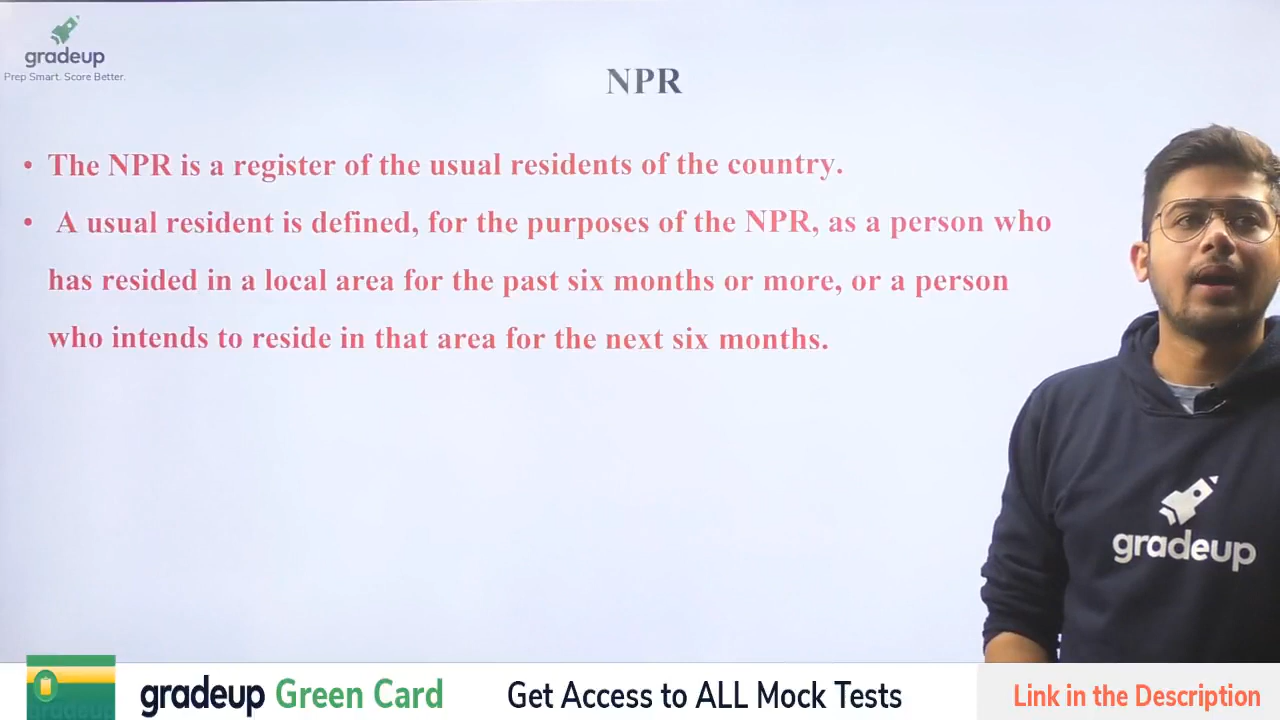 gradeup
Prep Smart. Score Better.
NPR
• The NPR is a register of the usual residents of the country.
• A usual resident is defined, for the purposes of the NPR, as a person who
has resided in a local area for the past six months or more, or a person
who intends to reside in that area for the next six months.
gradeup
gradeup Green Card
Get Access to ALL Mock Tests
Link in the Description